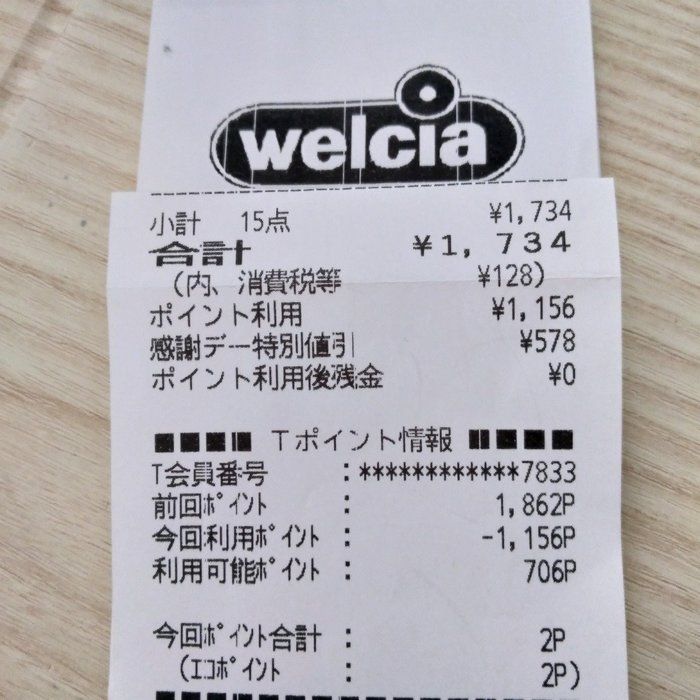 welcia
小計 15点 ¥1,734
合計 ¥1,734
(内、消費税等 ¥128)
ポイント利用 ¥1,156
感謝デー特別値引 ¥578
ポイント利用後残金 ¥0
■■■■ Tポイント情報 ■■■■
T会員番号 :************7833
前回ポイント : 1,862P
今回利用ポイント : -1,156P
利用可能ポイント : 706P
今回ポイント合計 : 2P
(エコポイント : 2P)